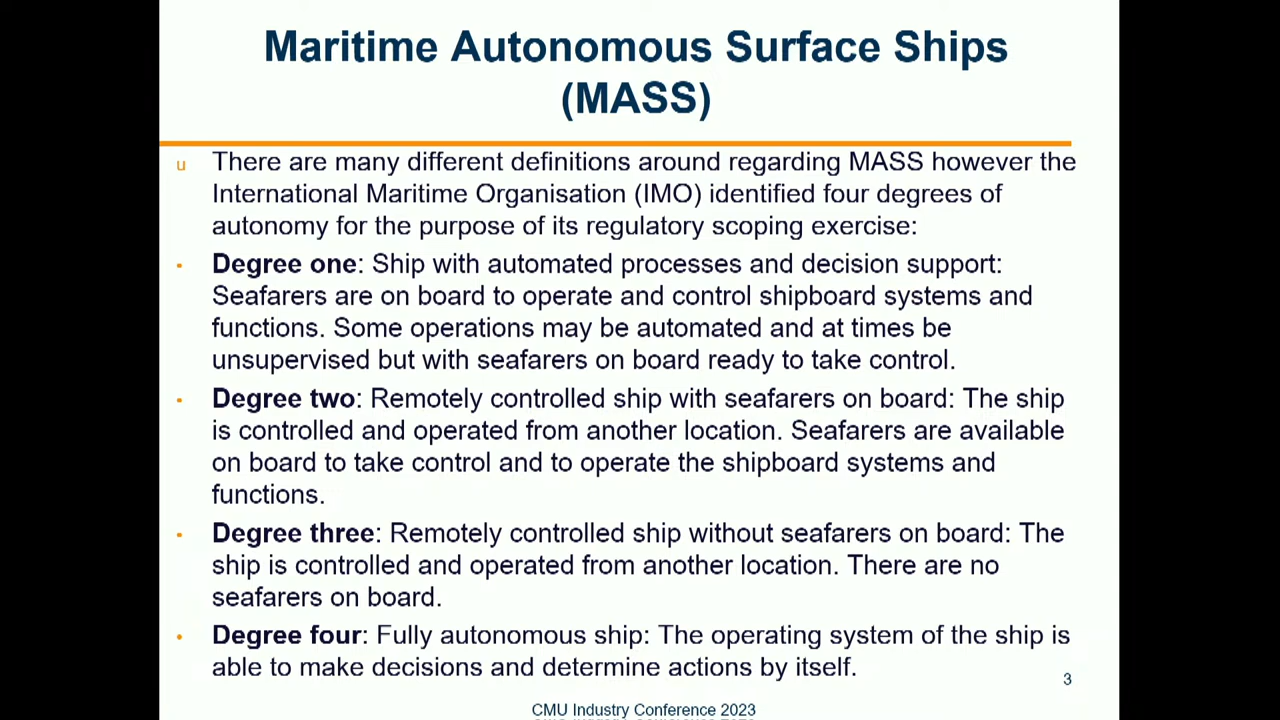 Maritime Autonomous Surface Ships
(MASS)
u There are many different definitions around regarding MASS however the
International Maritime Organisation (IMO) identified four degrees of
autonomy for the purpose of its regulatory scoping exercise:
- Degree one: Ship with automated processes and decision support:
Seafarers are on board to operate and control shipboard systems and
functions. Some operations may be automated and at times be
unsupervised but with seafarers on board ready to take control.
- Degree two: Remotely controlled ship with seafarers on board: The ship
is controlled and operated from another location. Seafarers are available
on board to take control and to operate the shipboard systems and
functions.
- Degree three: Remotely controlled ship without seafarers on board: The
ship is controlled and operated from another location. There are no
seafarers on board.
• Degree four: Fully autonomous ship: The operating system of the ship is
able to make decisions and determine actions by itself.
3
CMU Industry Conference 2023